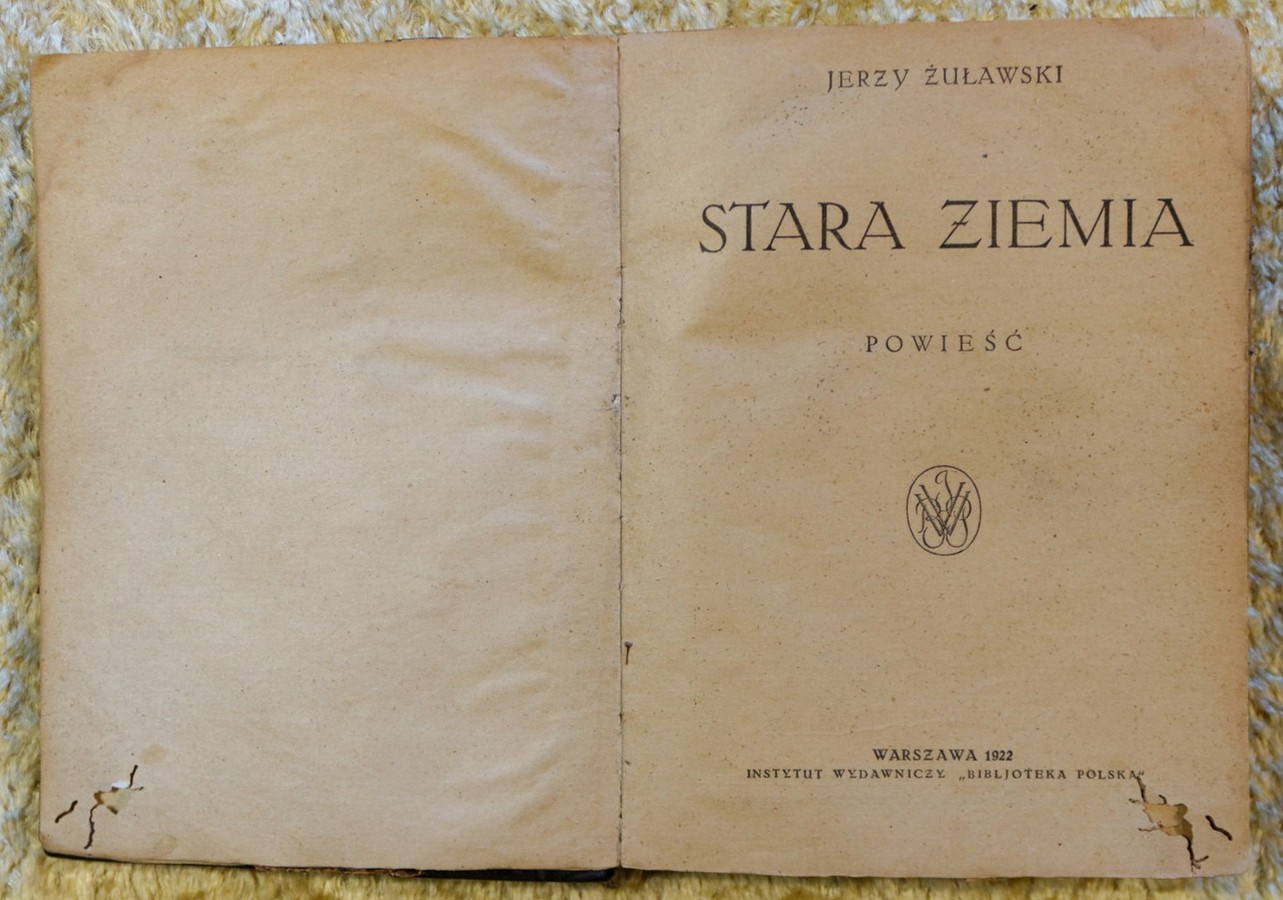 JERZY ŻUŁAWSKI
STARA ZIEMIA
POWIEŚĆ
WARSZAWA 1922
INSTYTUT WYDAWNICZY „BIBLJOTEKA POLSKA"